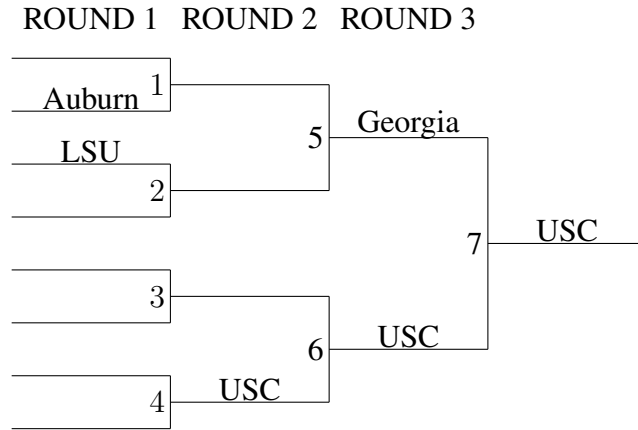 ROUND 1 ROUND 2 ROUND 3
1
Auburn
Georgia
5
LSU
2
USC
7
3
USC
6
USC
4